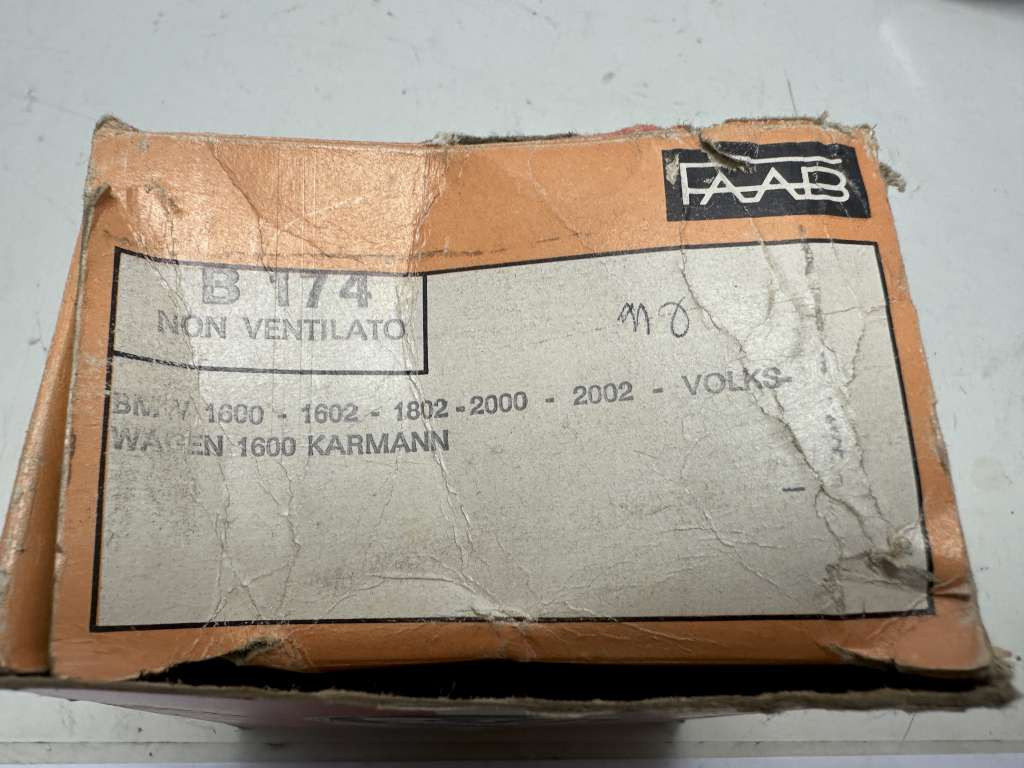 FAAB
B 174
NON VENTILATO
BMW 1600 - 1602 - 1802 - 2000 - 2002 - VOLKS-
WAGEN 1600 KARMANN